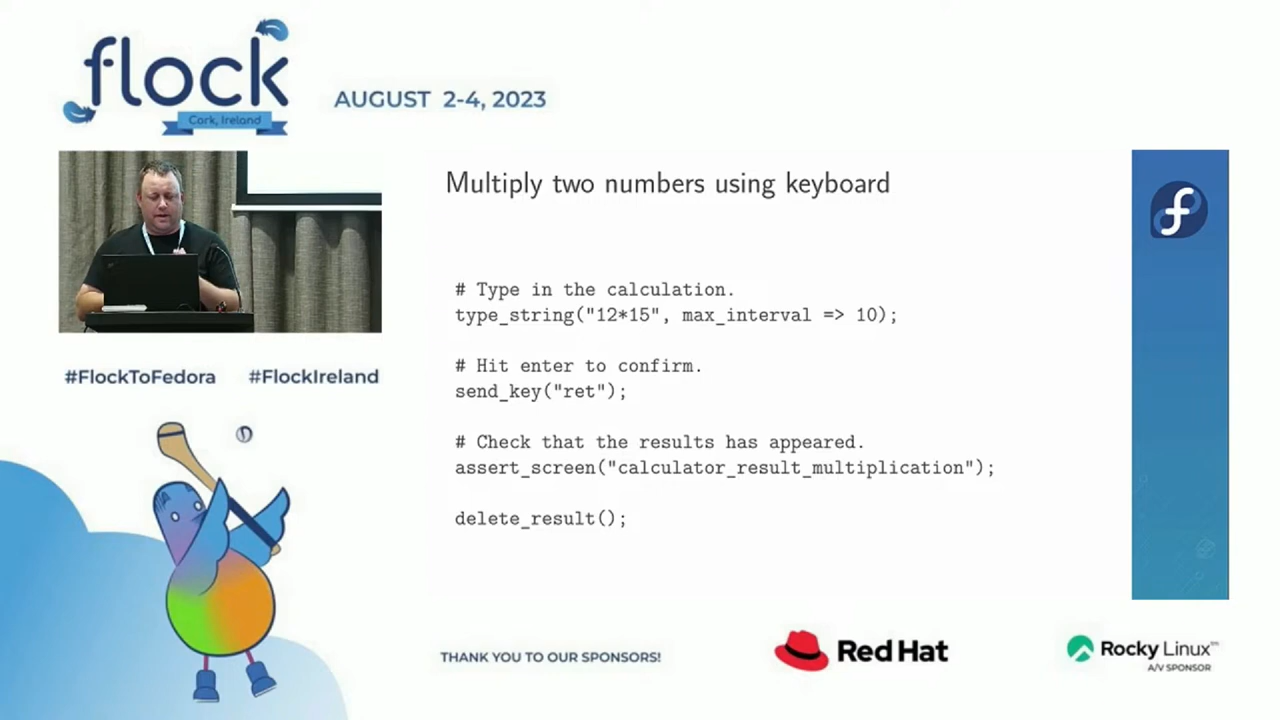 flock
Cork, Ireland
AUGUST 2-4, 2023
Multiply two numbers using keyboard
# Type in the calculation.
type_string("12*15", max_interval => 10);
# Hit enter to confirm.
send_key("ret");
# Check that the results has appeared.
assert_screen("calculator_result_multiplication");
delete_result();
#FlockToFedora #FlockIreland
THANK YOU TO OUR SPONSORS!
Red Hat
Rocky Linux™
A/V SPONSOR